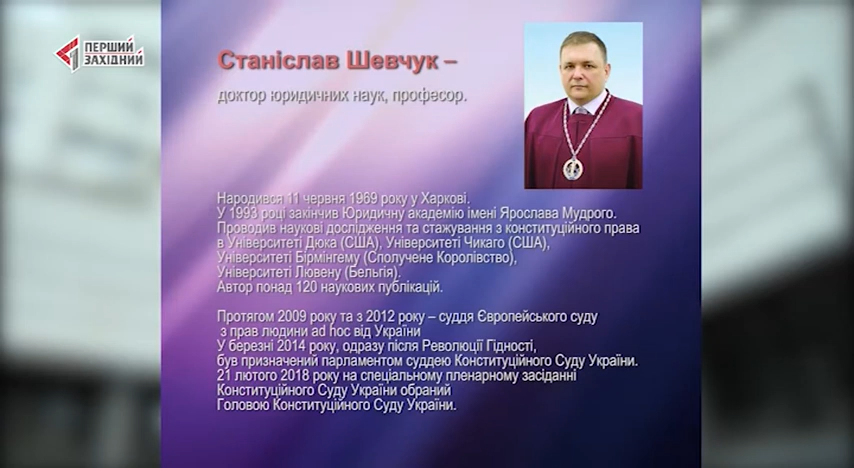 ПЕРШИЙ
ЗАХІДНИЙ
Станіслав Шевчук –
доктор юридичних наук, професор.
Народився 11 червня 1969 року у Харкові.
У 1993 році закінчив Юридичну академію імені Ярослава Мудрого.
Проводив наукові дослідження та стажування з конституційного права
в Університеті Дюка (США), Університеті Чикаго (США),
Університеті Бірмінгему (Сполучене Королівство),
Університеті Лювену (Бельгія).
Автор понад 120 наукових публікацій.
Протягом 2009 року та з 2012 року – суддя Європейського суду
з прав людини ad hoc від України
У березні 2014 року, одразу після Революції Гідності,
був призначений парламентом суддею Конституційного Суду України.
21 лютого 2018 року на спеціальному пленарному засіданні
Конституційного Суду України обраний
Головою Конституційного Суду України.